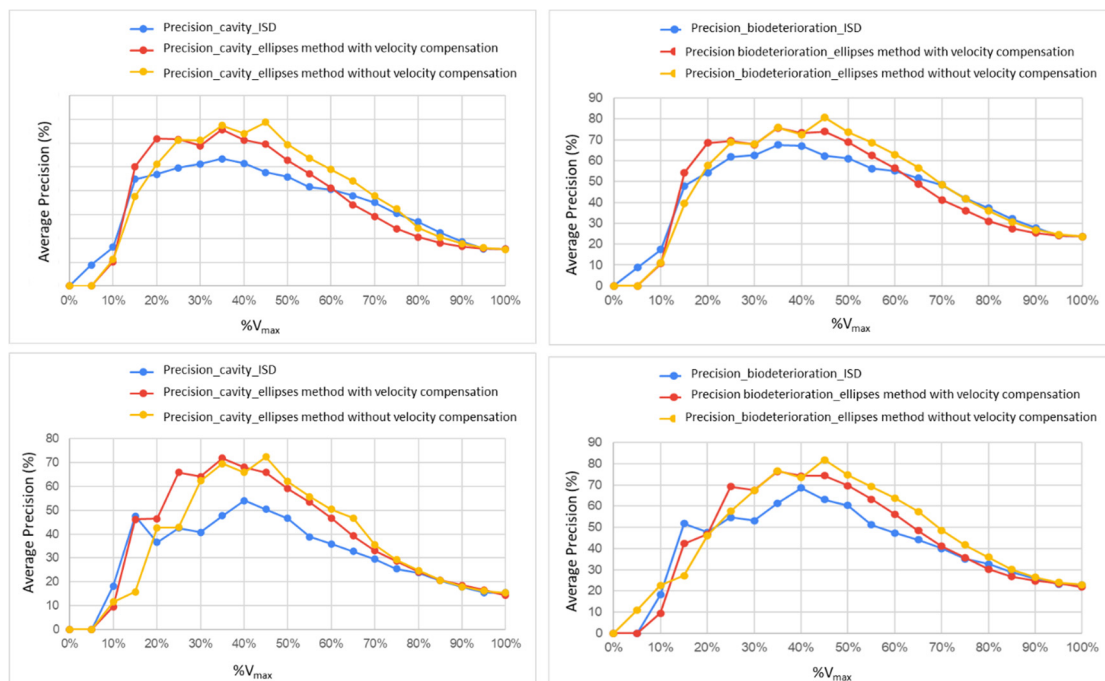 Precision_cavity_ISD
Precision_cavity_ellipses method with velocity compensation
Precision_cavity_ellipses method without velocity compensation
Average Precision (%)
0% 10% 20% 30% 40% 50% 60% 70% 80% 90% 100%
%Vmax
Precision_biodeterioration_ISD
Precision biodeterioration_ellipses method with velocity compensation
Precision_biodeterioration_ellipses method without velocity compensation
Average Precision (%)
90
80
70
60
50
40
30
20
10
0
0% 10% 20% 30% 40% 50% 60% 70% 80% 90% 100%
%Vmax
Precision_cavity_ISD
Precision_cavity_ellipses method with velocity compensation
Precision_cavity_ellipses method without velocity compensation
Average Precision (%)
80
70
60
50
40
30
20
10
0
0% 10% 20% 30% 40% 50% 60% 70% 80% 90% 100%
%Vmax
Precision_biodeterioration_ISD
Precision biodeterioration_ellipses method with velocity compensation
Precision_biodeterioration_ellipses method without velocity compensation
Average Precision (%)
90
80
70
60
50
40
30
20
10
0
0% 10% 20% 30% 40% 50% 60% 70% 80% 90% 100%
%Vmax